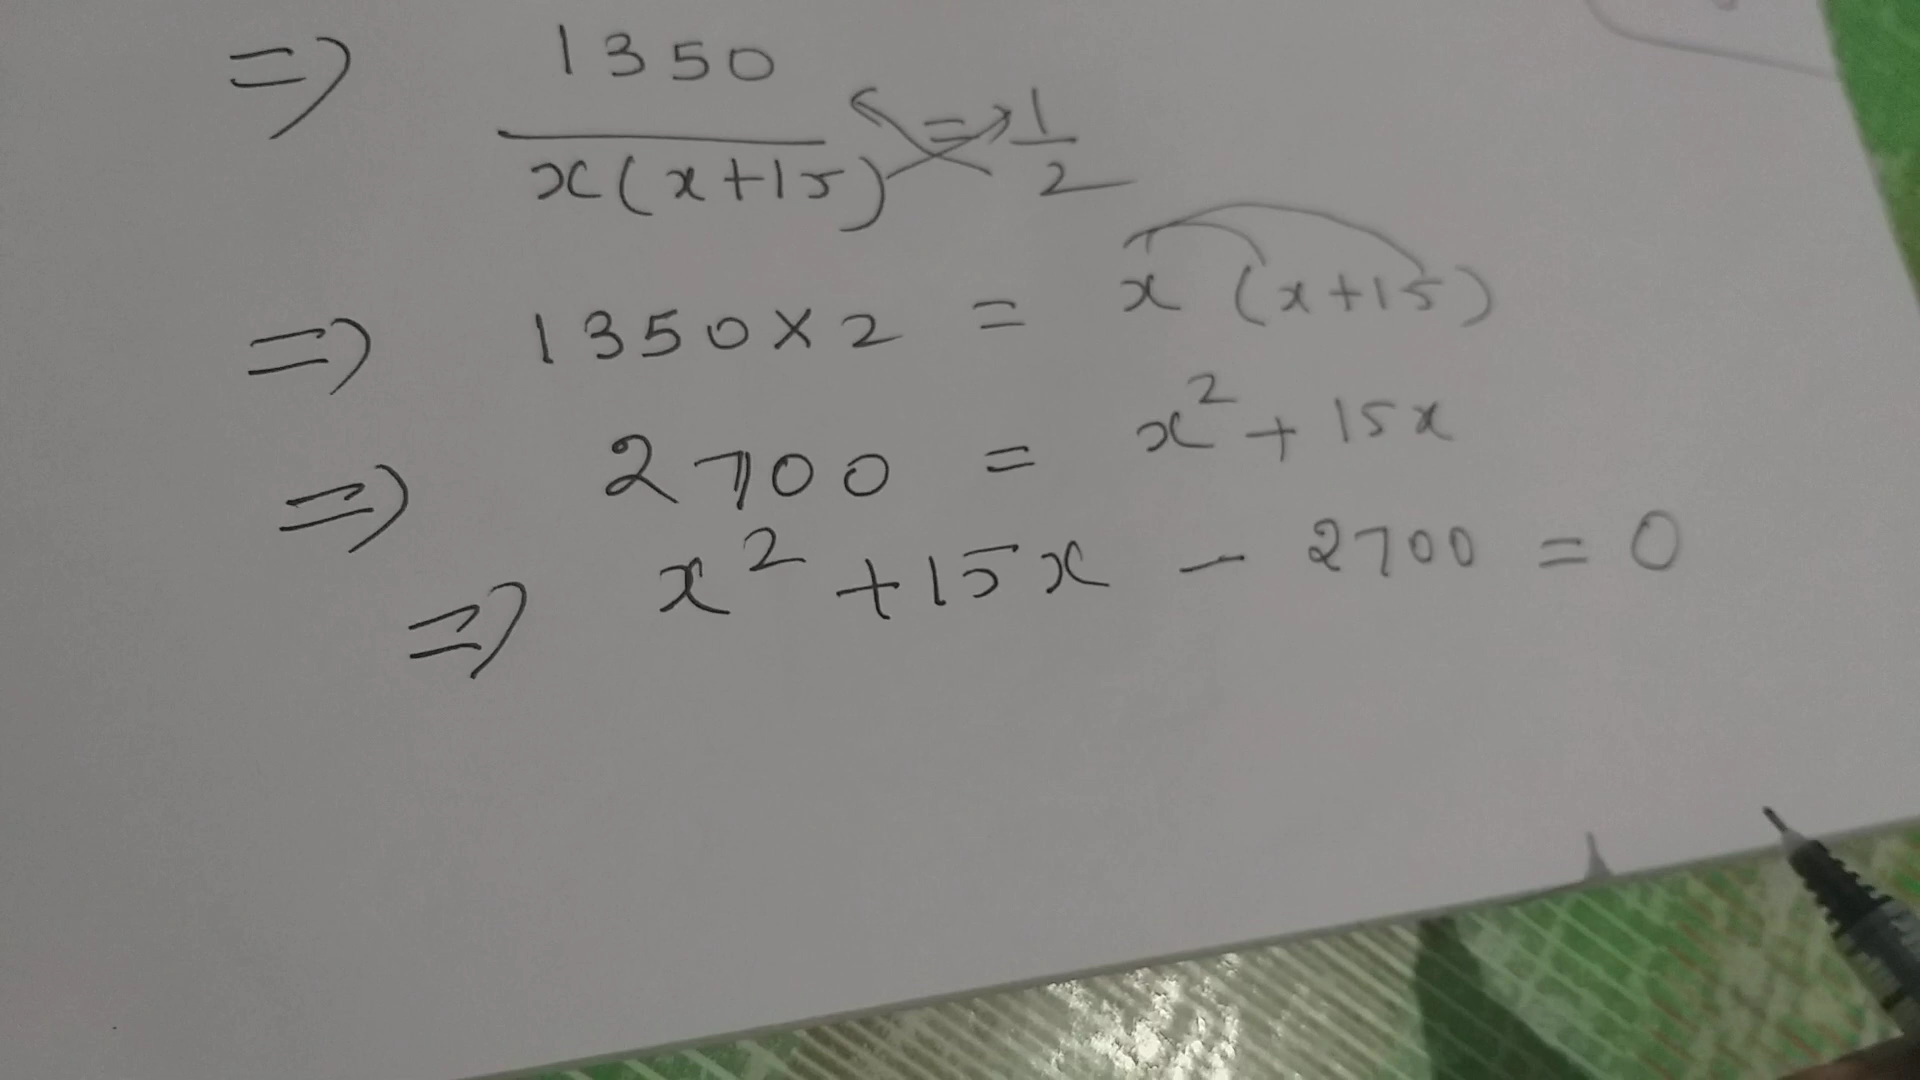 ⇒ 1350 / x(x+15) = 1/2
⇒ 1350 × 2 = x (x+15)
⇒ 2700 = x² + 15x
⇒ x² + 15x - 2700 = 0